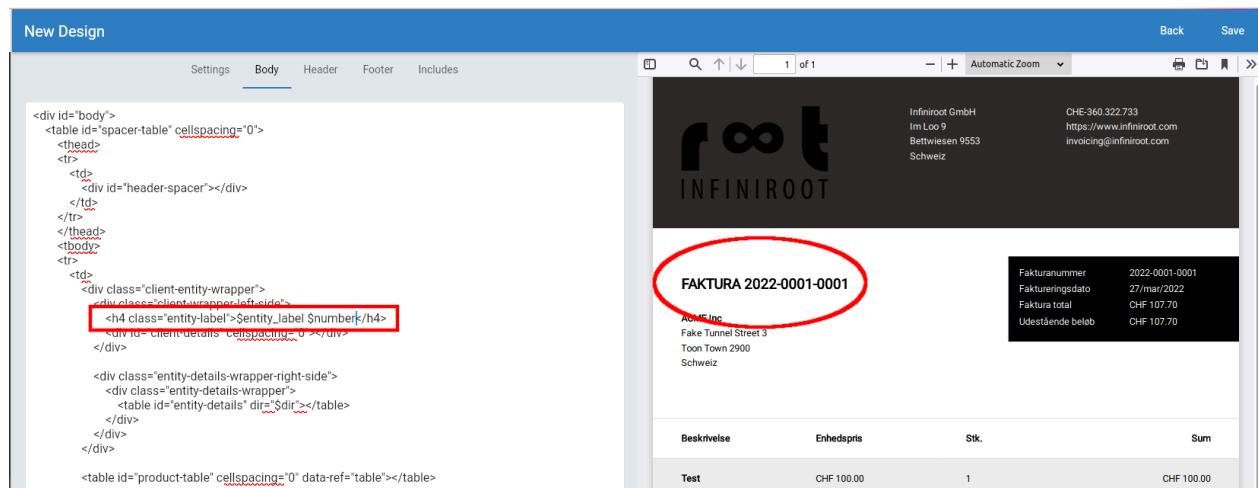 New Design
Back Save
Settings Body Header Footer Includes
<div id="body">
<table id="spacer-table" cellspacing="0">
<thead>
<tr>
<td>
<div id="header-spacer"></div>
</td>
</tr>
</thead>
<tbody>
<tr>
<td>
<div class="client-entity-wrapper">
<div class="client-wrapper-left-side">
<h4 class="entity-label">$entity_label $number</h4>
<div id="client-details" cellspacing="0"></div>
</div>
<div class="entity-details-wrapper-right-side">
<div class="entity-details-wrapper">
<table id="entity-details" dir="$dir"></table>
</div>
</div>
</div>
<table id="product-table" cellspacing="0" data-ref="table"></table>
1 of 1
Automatic Zoom
root
INFINIROOT
Infiniroot GmbH
Im Loo 9
Bettwiesen 9553
Schweiz
CHE-360.322.733
https://www.infiniroot.com
invoicing@infiniroot.com
FAKTURA 2022-0001-0001
ACME Inc
Fake Tunnel Street 3
Toon Town 2900
Schweiz
Fakturanummer 2022-0001-0001
Faktureringsdato 27/mar/2022
Faktura total CHF 107.70
Udestående beløb CHF 107.70
Beskrivelse Enhedspris Stk. Sum
Test CHF 100.00 1 CHF 100.00